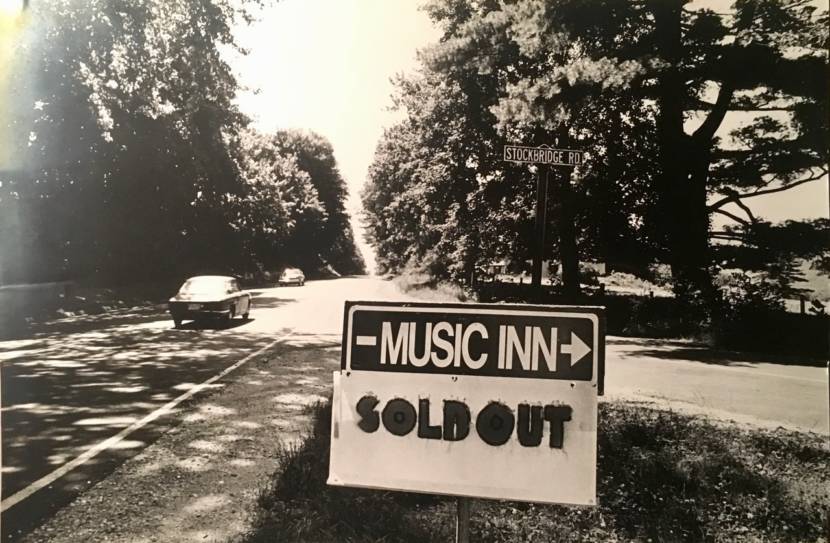 STOCKBRIDGE RD.
-MUSIC INN→
SOLD OUT